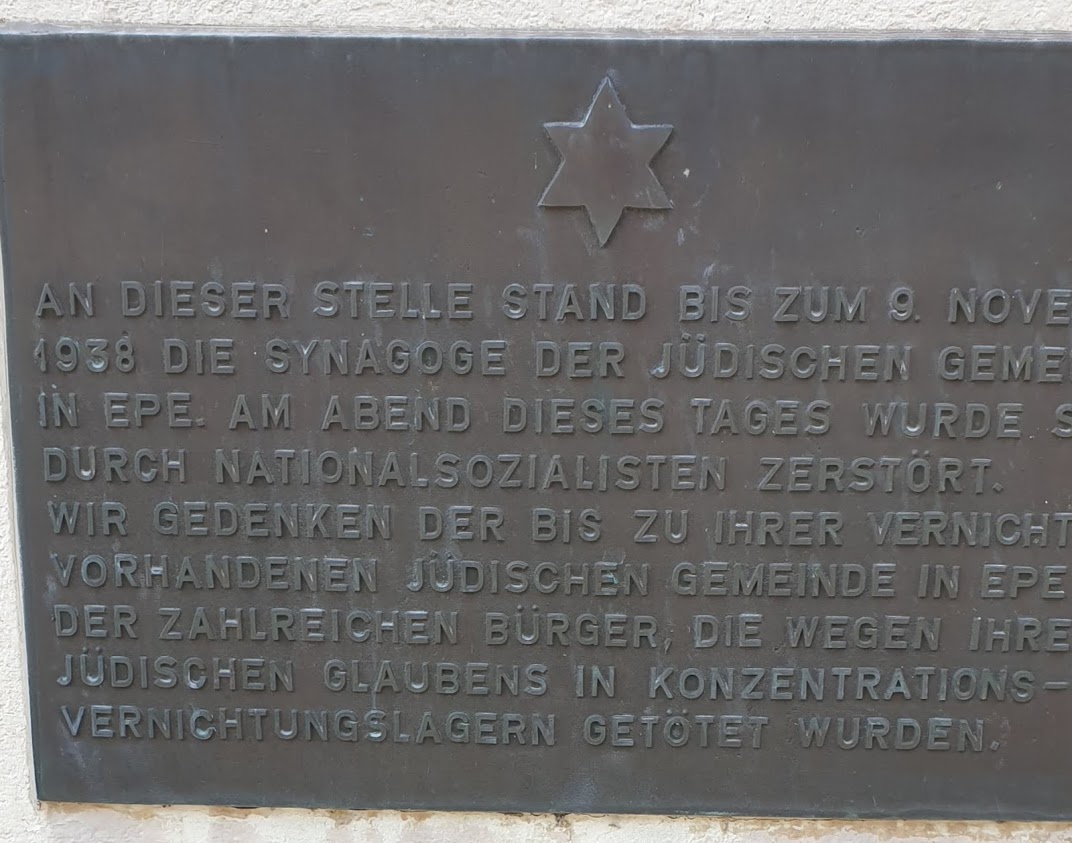 AN DIESER STELLE STAND BIS ZUM 9. NOVE
1938 DIE SYNAGOGE DER JÜDISCHEN GEME
IN EPE. AM ABEND DIESES TAGES WURDE S
DURCH NATIONALSOZIALISTEN ZERSTÖRT.
WIR GEDENKEN DER BIS ZU IHRER VERNICHT
VORHANDENEN JÜDISCHEN GEMEINDE IN EPE
DER ZAHLREICHEN BÜRGER, DIE WEGEN IHRE
JÜDISCHEN GLAUBENS IN KONZENTRATIONS-
VERNICHTUNGSLAGERN GETÖTET WURDEN.